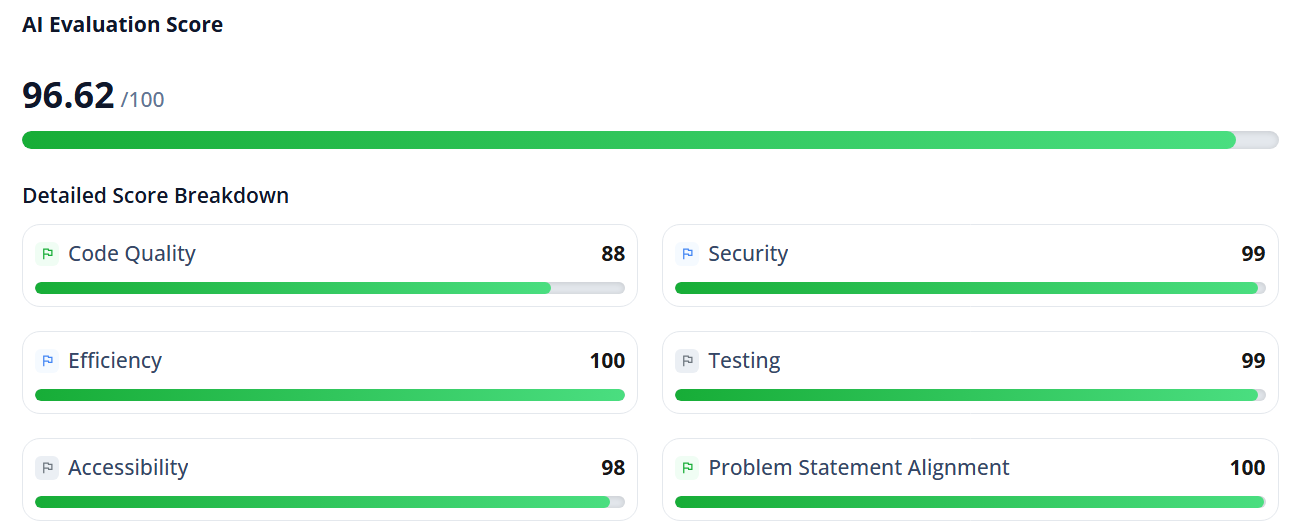 AI Evaluation Score
96.62 /100
Detailed Score Breakdown
Code Quality 88
Security 99
Efficiency 100
Testing 99
Accessibility 98
Problem Statement Alignment 100